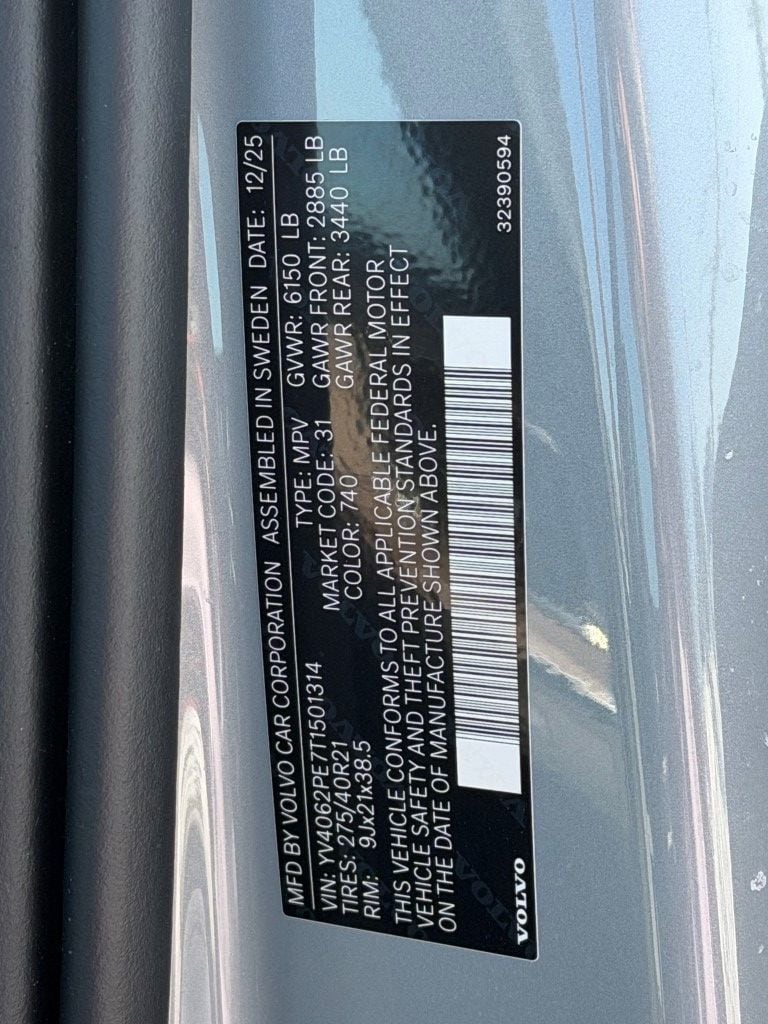 MFD BY VOLVO CAR CORPORATION ASSEMBLED IN SWEDEN DATE: 12/25
VIN: YV4062PE7T1501314 TYPE: MPV GVWR: 6150 LB
TIRES: 275/40R21 MARKET CODE: 31 GAWR FRONT: 2885 LB
RIM: 9Jx21x38.5 COLOR: 740 GAWR REAR: 3440 LB
THIS VEHICLE CONFORMS TO ALL APPLICABLE FEDERAL MOTOR
VEHICLE SAFETY AND THEFT PREVENTION STANDARDS IN EFFECT
ON THE DATE OF MANUFACTURE SHOWN ABOVE.
VOLVO 32390594